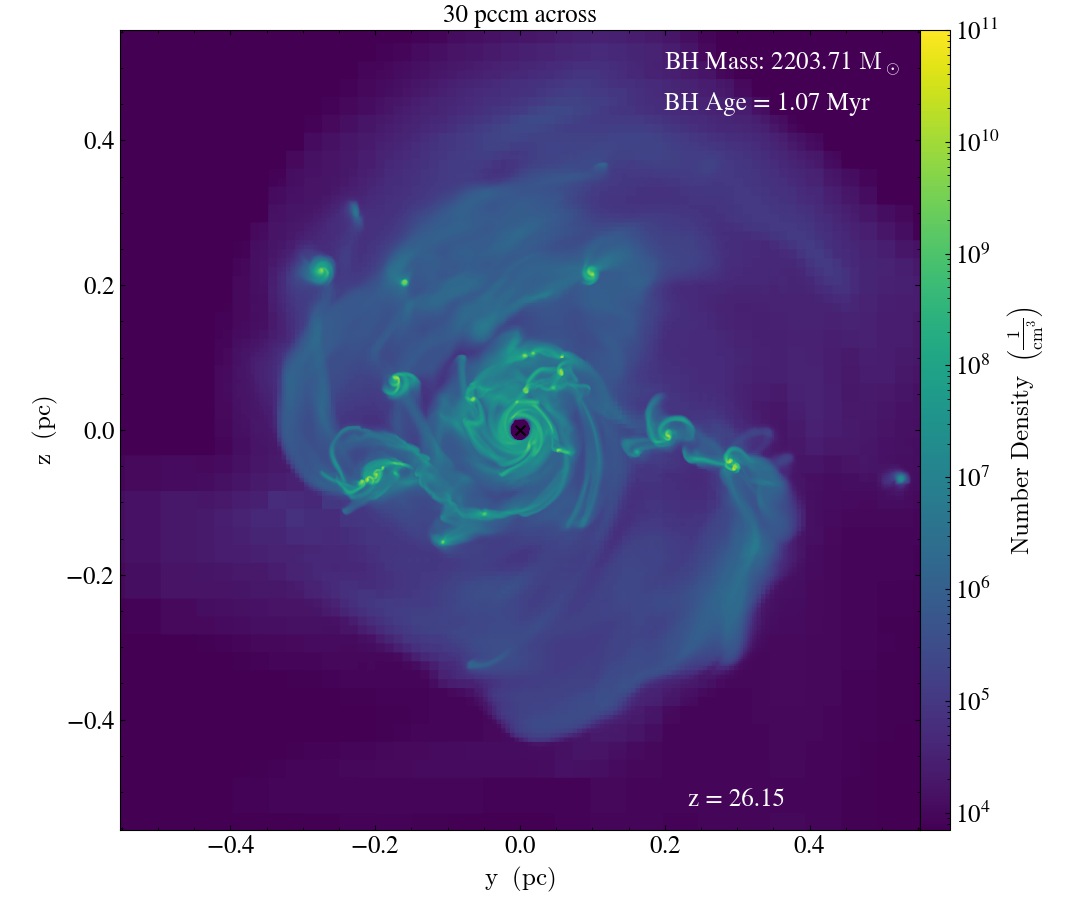 30 pccm across
BH Mass: 2203.71 M⊙
BH Age = 1.07 Myr
z = 26.15
0.4
0.2
0.0
−0.2
−0.4
z (pc)
−0.4
−0.2
0.0
0.2
0.4
y (pc)
10¹¹
10¹⁰
10⁹
10⁸
10⁷
10⁶
10⁵
10⁴
Number Density (1/cm³)